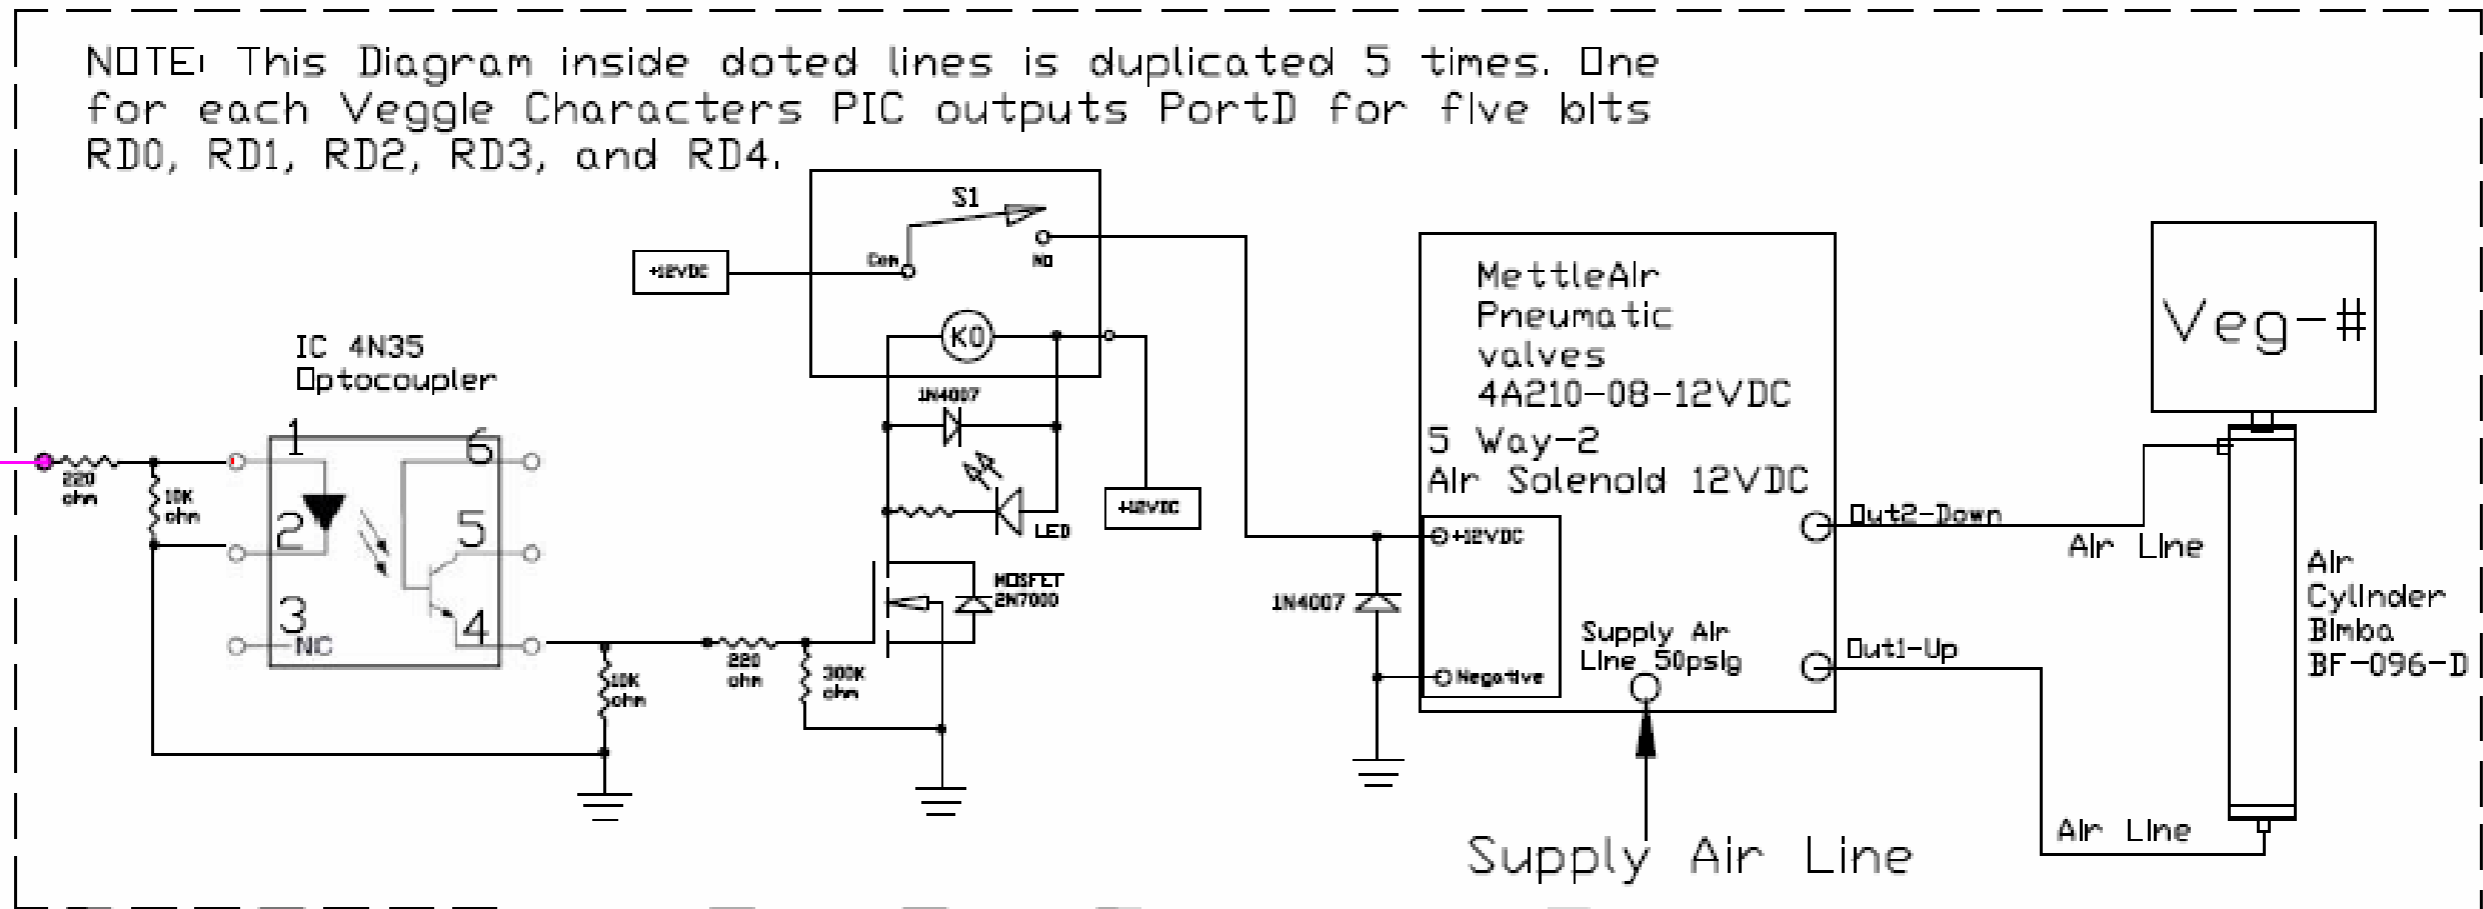 NOTE: This Diagram inside doted lines is duplicated 5 times. One
for each Veggie Characters PIC outputs PortD for five bits
RD0, RD1, RD2, RD3, and RD4.
S1
Com
NO
+12VDC
K0
IC 4N35
Optocoupler
1N4007
LED
+12VDC
1
2
3
NC
6
5
4
220
ohm
10K
ohm
MOSFET
2N7000
10K
ohm
220
ohm
300K
ohm
MettleAir
Pneumatic
valves
4A210-08-12VDC
5 Way-2
Air Solenoid 12VDC
+12VDC
Negative
1N4007
Supply Air
Line 50psig
Out2-Down
Air Line
Out1-Up
Air Line
Veg-#
Air
Cylinder
Bimba
BF-096-D
Supply Air Line